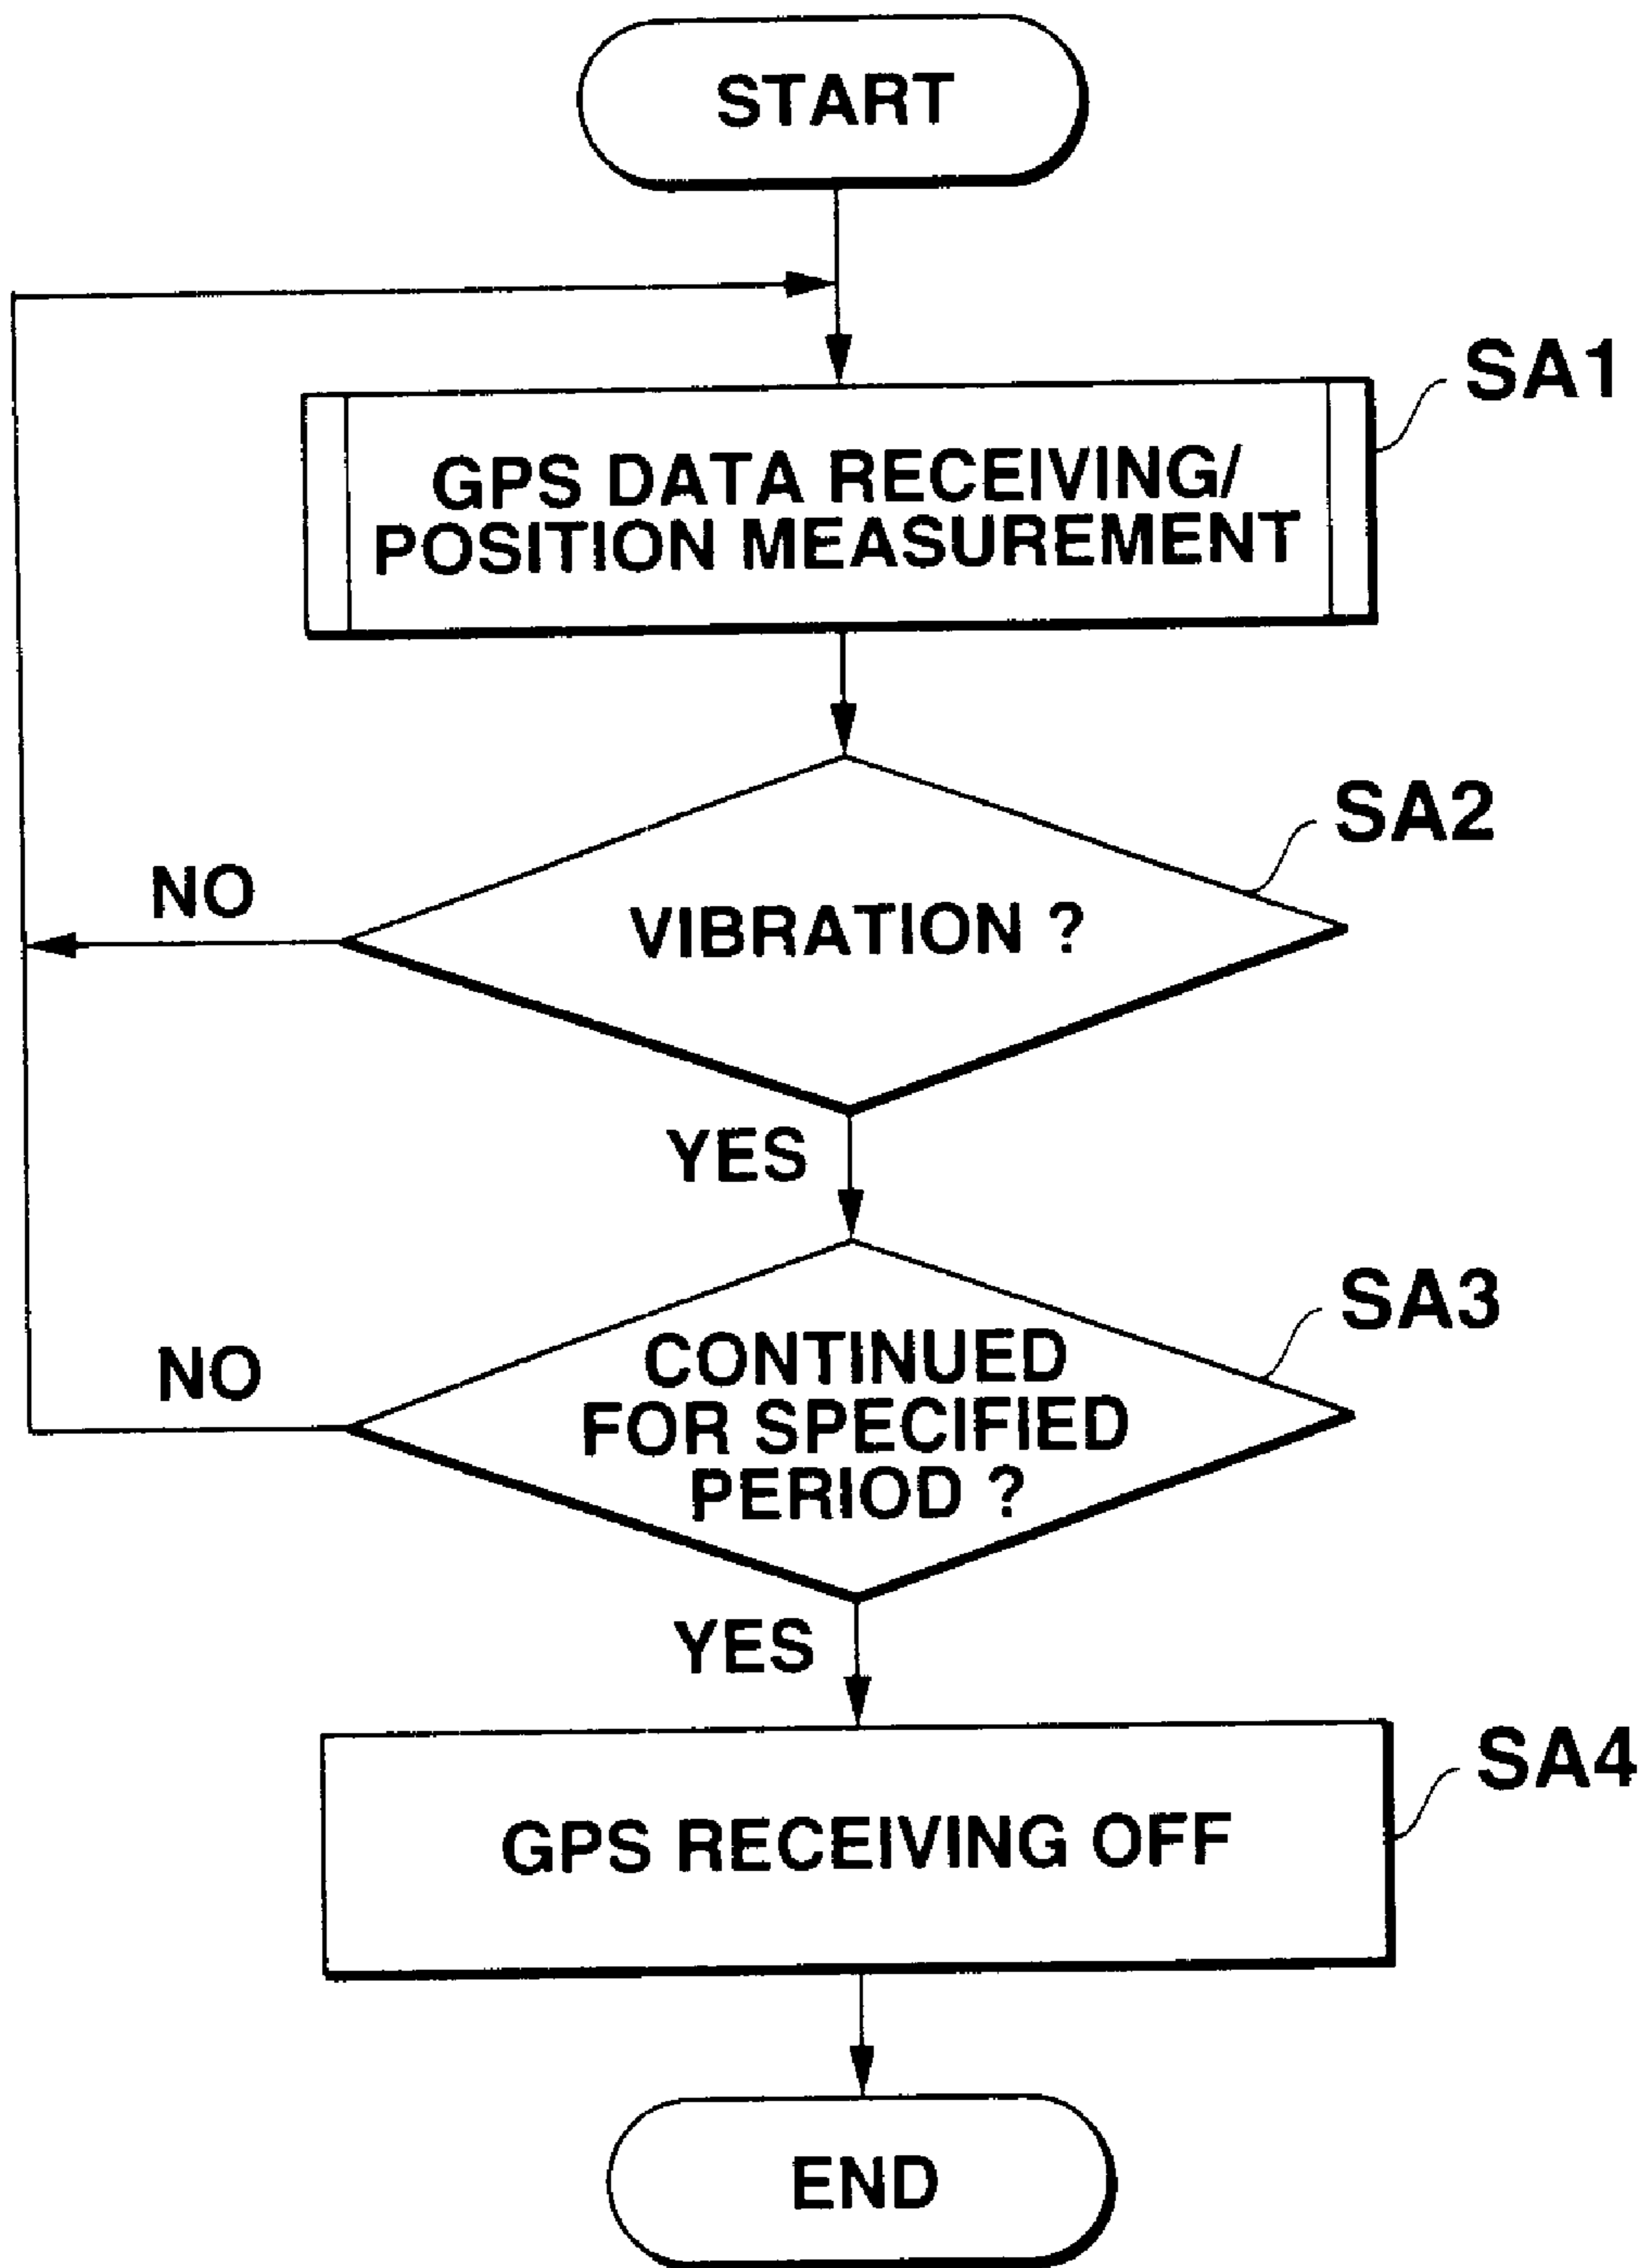 START
SA1
GPS DATA RECEIVING/
POSITION MEASUREMENT
SA2
NO
VIBRATION ?
YES
SA3
NO
CONTINUED
FOR SPECIFIED
PERIOD ?
YES
SA4
GPS RECEIVING OFF
END